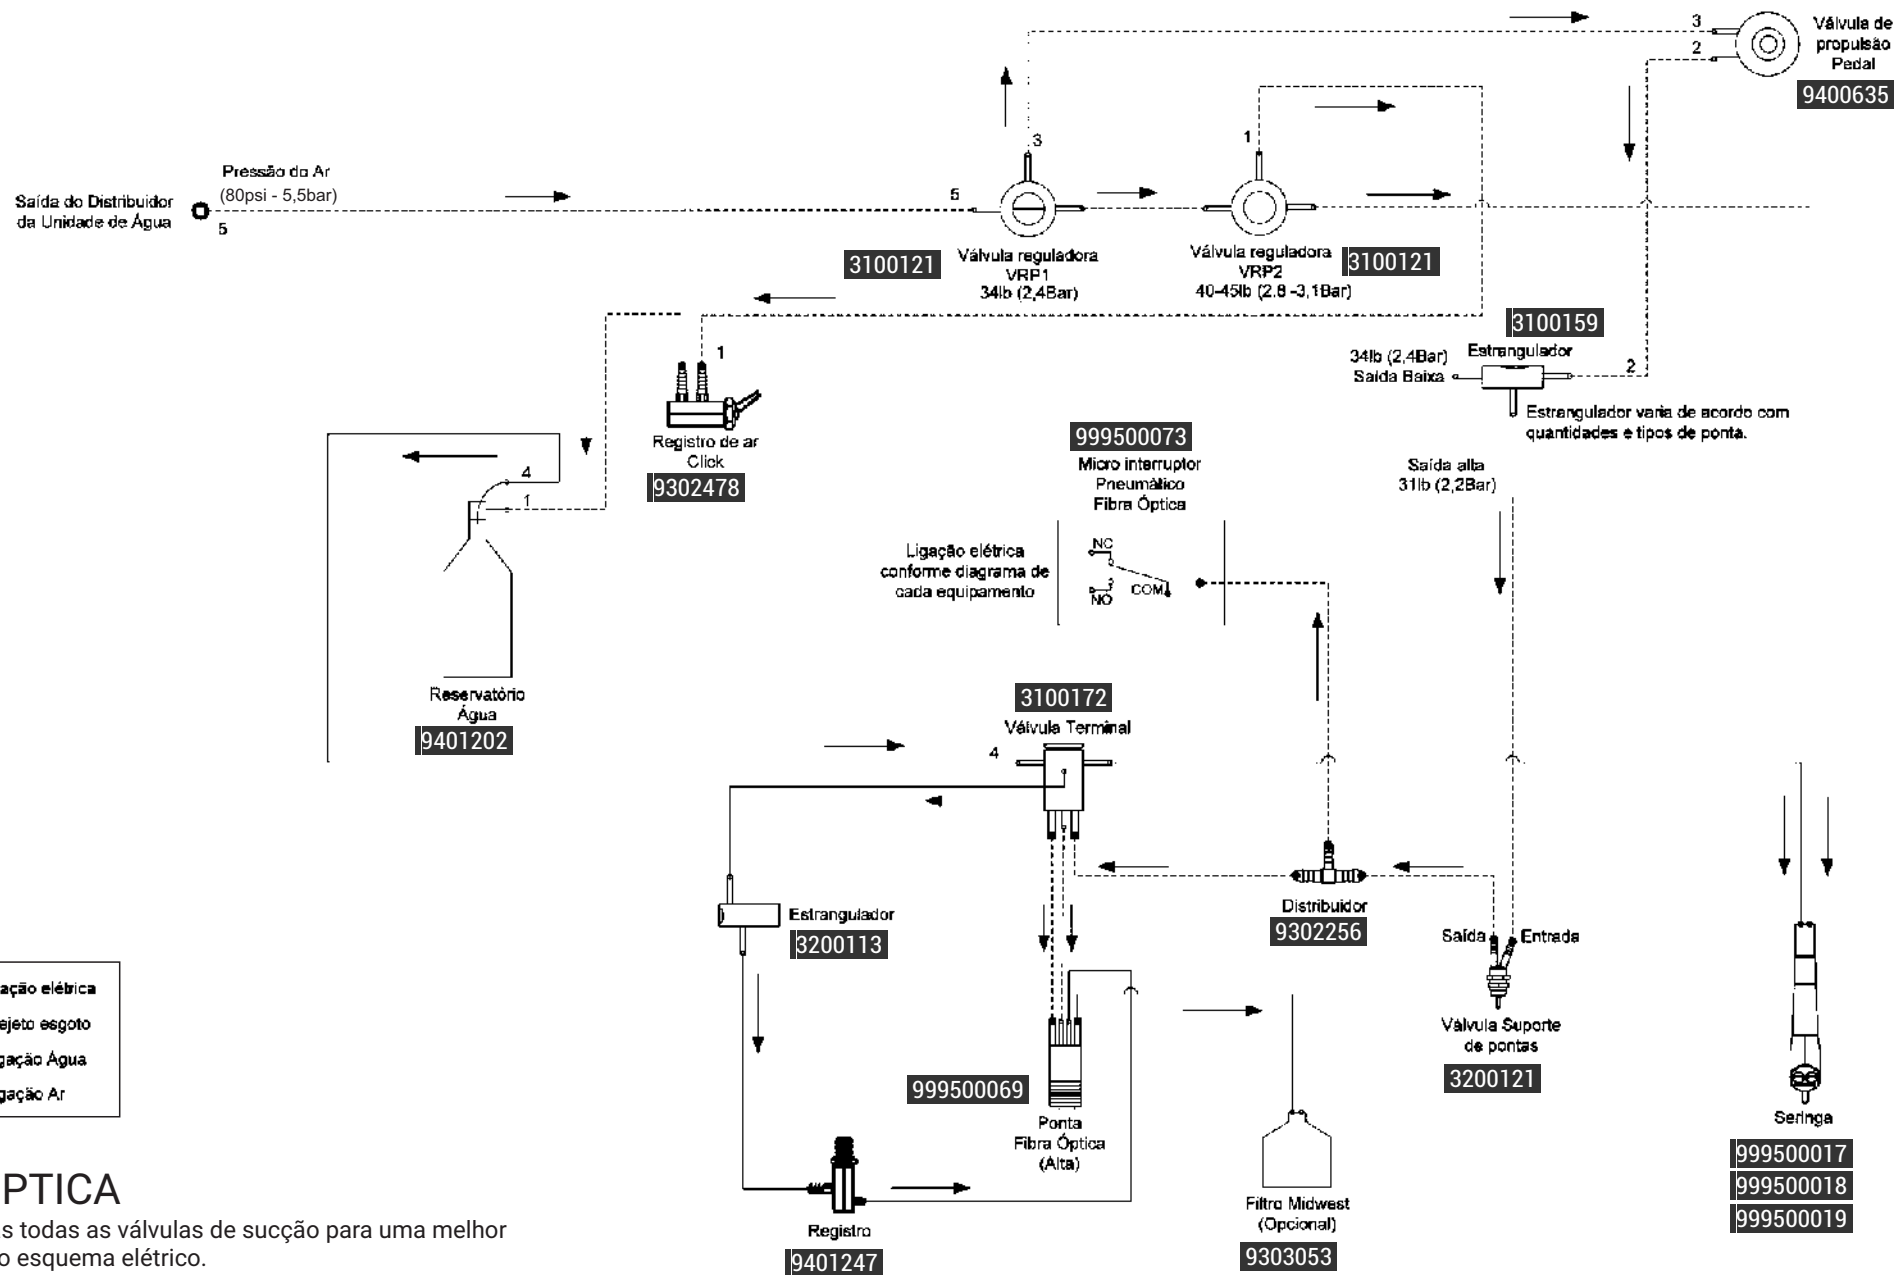 3
2
Válvula de
propulsão
Pedal
9400635
Saída do Distribuidor
da Unidade de Água
Pressão do Ar
(80psi - 5,5bar)
5
5
3
1
3100121
Válvula reguladora
VRP1
34lb (2,4Bar)
Válvula reguladora
VRP2
40-45lb (2.8 -3,1Bar)
3100121
3100159
Estrangulador
34lb (2,4Bar)
Saída Baixa
2
Estrangulador varia de acordo com
quantidades e tipos de ponta.
1
Registro de ar
Click
9302478
4
1
Reservatório
Água
9401202
999500073
Micro interruptor
Pneumático
Fibra Óptica
Ligação elétrica
conforme diagrama de
cada equipamento
NC
NO
COM
Saída alta
31lb (2,2Bar)
3100172
Válvula Terminal
4
Estrangulador
3200113
Distribuidor
9302256
Saída
Entrada
Válvula Suporte
de pontas
3200121
999500069
Ponta
Fibra Óptica
(Alta)
Filtro Midwest
(Opcional)
9303053
Registro
9401247
Seringa
999500017
999500018
999500019
ação elétrica
ejeto esgoto
gação Água
gação Ar
PTICA
s todas as válvulas de sucção para uma melhor
o esquema elétrico.